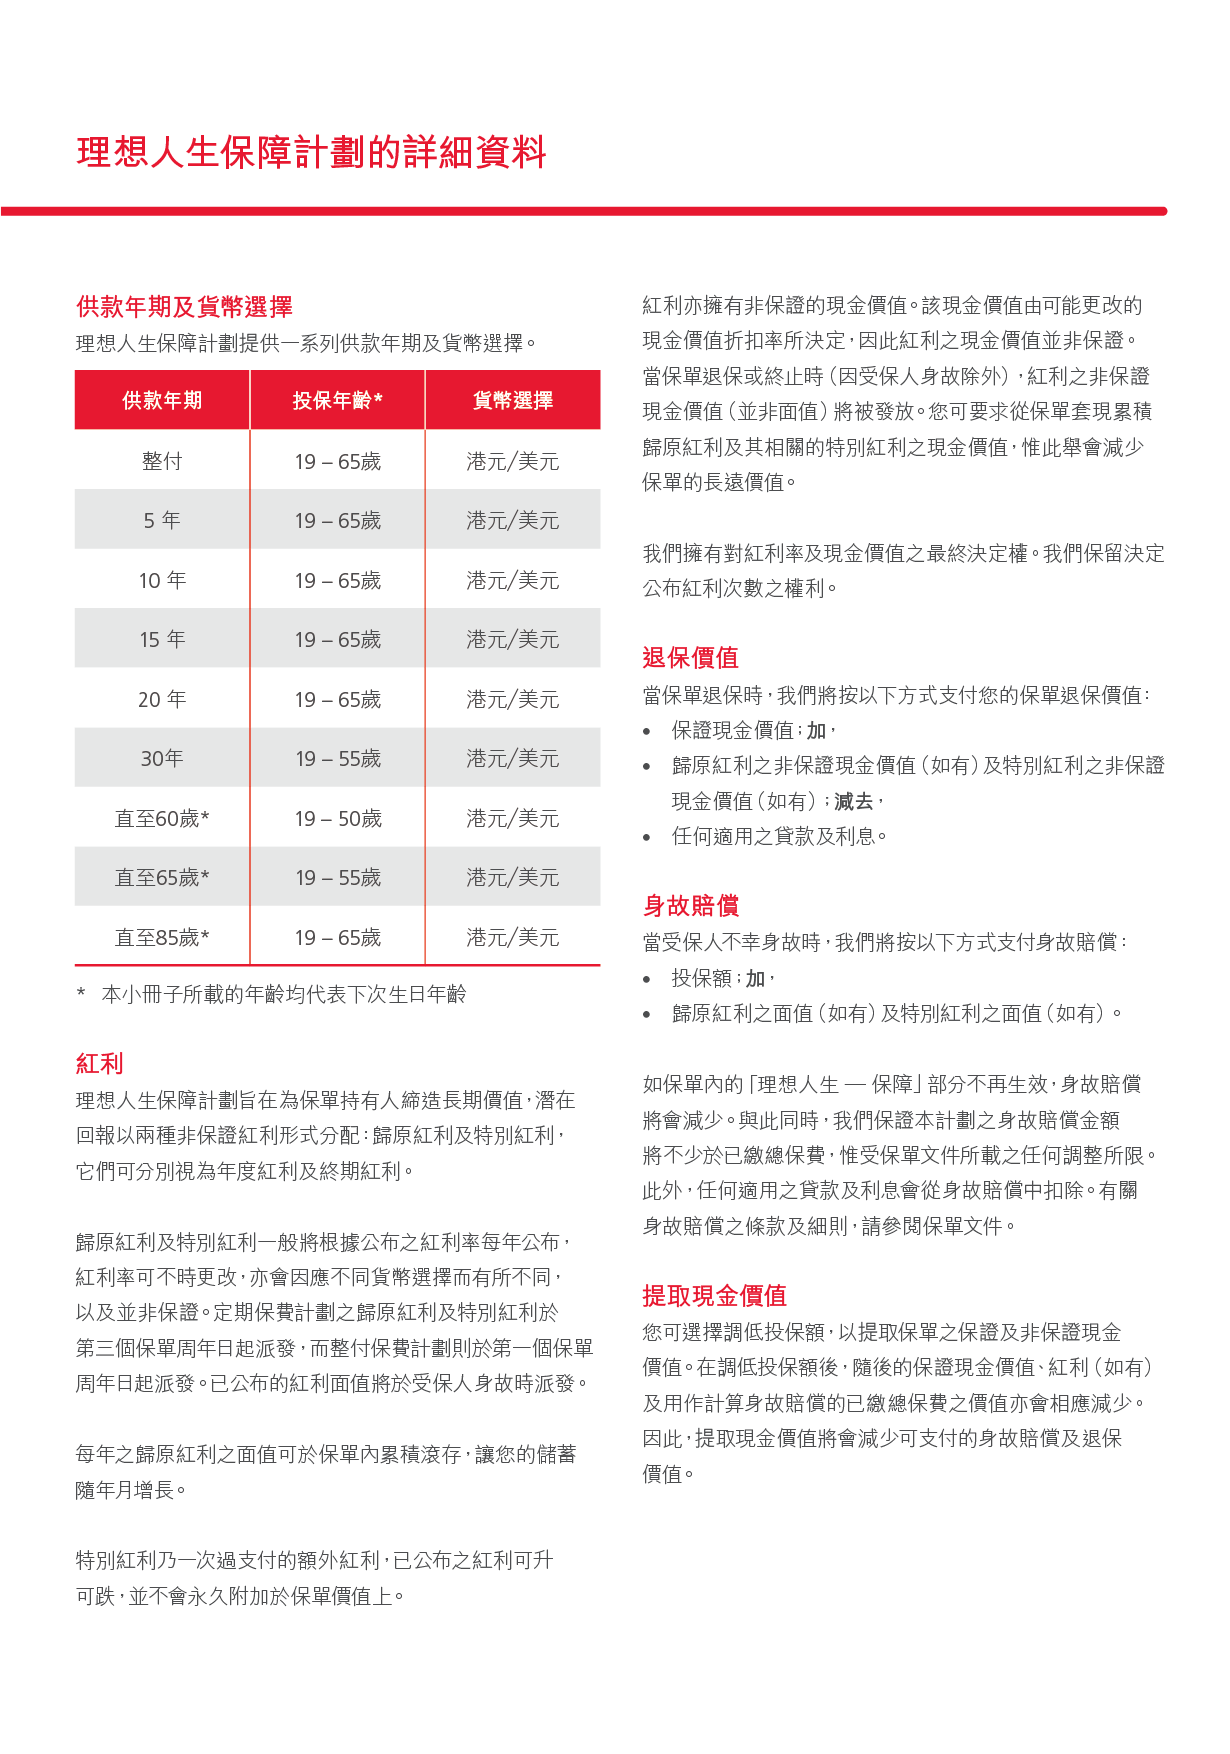 理想人生保障計劃的詳細資料
供款年期及貨幣選擇
理想人生保障計劃提供一系列供款年期及貨幣選擇。
供款年期 投保年齡* 貨幣選擇
整付 19 – 65歲 港元/美元
5 年 19 – 65歲 港元/美元
10 年 19 – 65歲 港元/美元
15 年 19 – 65歲 港元/美元
20 年 19 – 65歲 港元/美元
30年 19 – 55歲 港元/美元
直至60歲* 19 – 50歲 港元/美元
直至65歲* 19 – 55歲 港元/美元
直至85歲* 19 – 65歲 港元/美元
* 本小冊子所載的年齡均代表下次生日年齡
紅利
理想人生保障計劃旨在為保單持有人締造長期價值，潛在
回報以兩種非保證紅利形式分配：歸原紅利及特別紅利，
它們可分別視為年度紅利及終期紅利。
歸原紅利及特別紅利一般將根據公布之紅利率每年公布，
紅利率可不時更改，亦會因應不同貨幣選擇而有所不同，
以及並非保證。定期保費計劃之歸原紅利及特別紅利於
第三個保單周年日起派發，而整付保費計劃則於第一個保單
周年日起派發。已公布的紅利面值將於受保人身故時派發。
每年之歸原紅利之面值可於保單內累積滾存，讓您的儲蓄
隨年月增長。
特別紅利乃一次過支付的額外紅利，已公布之紅利可升
可跌，並不會永久附加於保單價值上。
紅利亦擁有非保證的現金價值。該現金價值由可能更改的
現金價值折扣率所決定，因此紅利之現金價值並非保證。
當保單退保或終止時（因受保人身故除外），紅利之非保證
現金價值（並非面值）將被發放。您可要求從保單套現累積
歸原紅利及其相關的特別紅利之現金價值，惟此舉會減少
保單的長遠價值。
我們擁有對紅利率及現金價值之最終決定權。我們保留決定
公布紅利次數之權利。
退保價值
當保單退保時，我們將按以下方式支付您的保單退保價值：
• 保證現金價值；加，
• 歸原紅利之非保證現金價值（如有）及特別紅利之非保證
現金價值（如有）；減去，
• 任何適用之貸款及利息。
身故賠償
當受保人不幸身故時，我們將按以下方式支付身故賠償：
• 投保額；加，
• 歸原紅利之面值（如有）及特別紅利之面值（如有）。
如保單內的「理想人生 — 保障」部分不再生效，身故賠償
將會減少。與此同時，我們保證本計劃之身故賠償金額
將不少於已繳總保費，惟受保單文件所載之任何調整所限。
此外，任何適用之貸款及利息會從身故賠償中扣除。有關
身故賠償之條款及細則，請參閱保單文件。
提取現金價值
您可選擇調低投保額，以提取保單之保證及非保證現金
價值。在調低投保額後，隨後的保證現金價值、紅利（如有）
及用作計算身故賠償的已繳總保費之價值亦會相應減少。
因此，提取現金價值將會減少可支付的身故賠償及退保
價值。